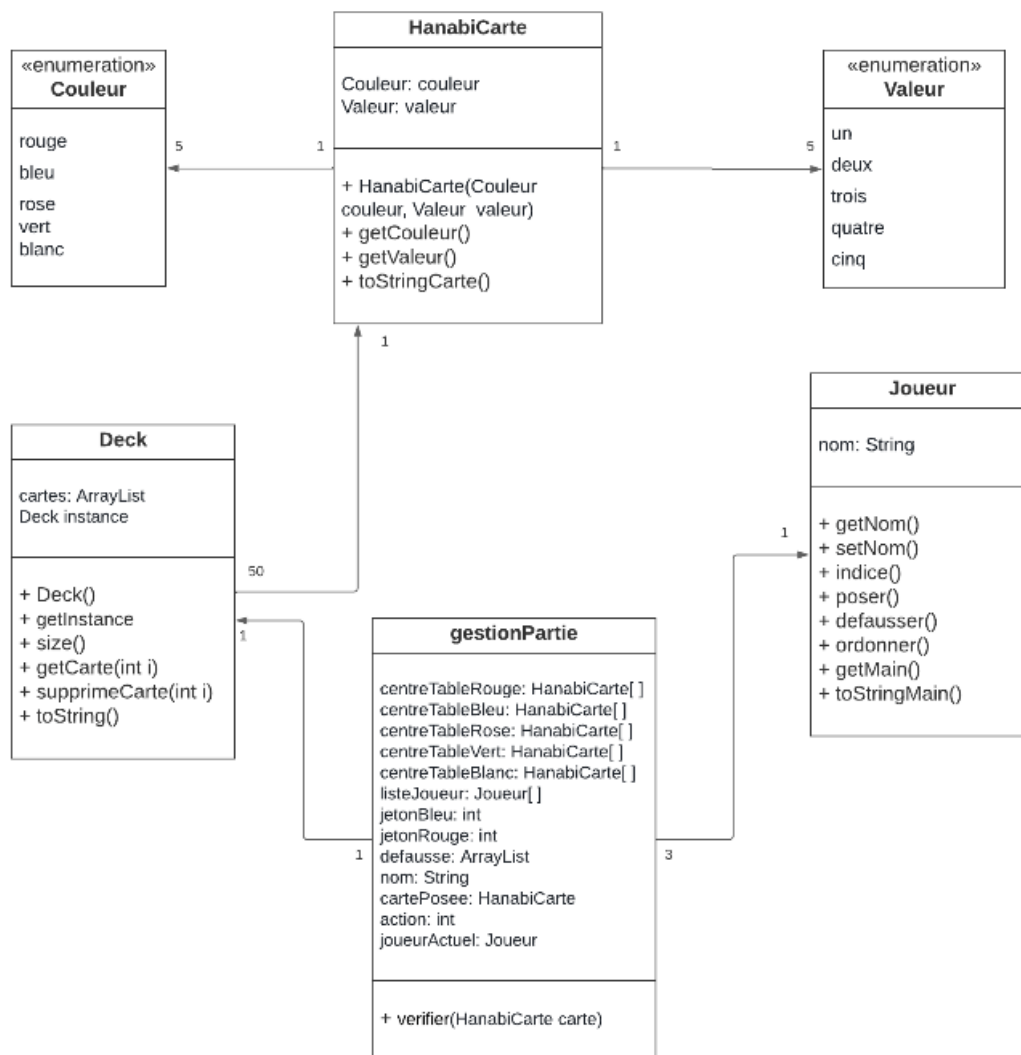 HanabiCarte
Couleur: couleur
Valeur: valeur
+ HanabiCarte(Couleur
couleur, Valeur valeur)
+ getCouleur()
+ getValeur()
+ toStringCarte()
«enumeration»
Couleur
rouge
bleu
rose
vert
blanc
5
1
1
5
«enumeration»
Valeur
un
deux
trois
quatre
cinq
1
Deck
cartes: ArrayList
Deck instance
+ Deck()
+ getInstance
+ size()
+ getCarte(int i)
+ supprimeCarte(int i)
+ toString()
50
1
Joueur
nom: String
+ getNom()
+ setNom()
+ indice()
+ poser()
+ defausser()
+ ordonner()
+ getMain()
+ toStringMain()
1
gestionPartie
centreTableRouge: HanabiCarte[ ]
centreTableBleu: HanabiCarte[ ]
centreTableRose: HanabiCarte[ ]
centreTableVert: HanabiCarte[ ]
centreTableBlanc: HanabiCarte[ ]
listeJoueur: Joueur[ ]
jetonBleu: int
jetonRouge: int
defausse: ArrayList
nom: String
cartePosee: HanabiCarte
action: int
joueurActuel: Joueur
+ verifier(HanabiCarte carte)
1
3